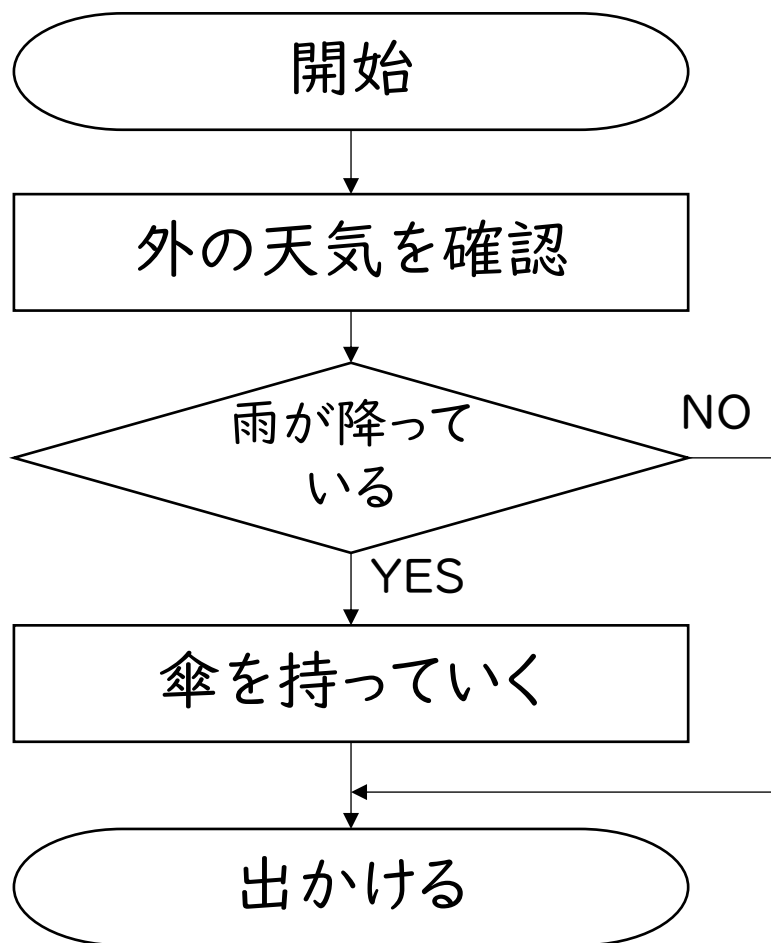 開始
外の天気を確認
雨が降って
いる
NO
YES
傘を持っていく
出かける